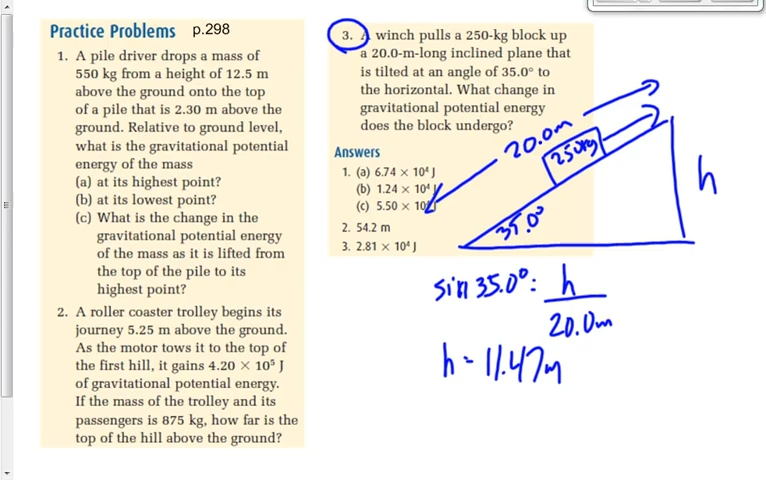 Practice Problems p.298
1. A pile driver drops a mass of
550 kg from a height of 12.5 m
above the ground onto the top
of a pile that is 2.30 m above the
ground. Relative to ground level,
what is the gravitational potential
energy of the mass
(a) at its highest point?
(b) at its lowest point?
(c) What is the change in the
gravitational potential energy
of the mass as it is lifted from
the top of the pile to its
highest point?
2. A roller coaster trolley begins its
journey 5.25 m above the ground.
As the motor tows it to the top of
the first hill, it gains 4.20 × 10⁵ J
of gravitational potential energy.
If the mass of the trolley and its
passengers is 875 kg, how far is the
top of the hill above the ground?
3. A winch pulls a 250-kg block up
a 20.0-m-long inclined plane that
is tilted at an angle of 35.0° to
the horizontal. What change in
gravitational potential energy
does the block undergo?
Answers
1. (a) 6.74 × 10⁴ J
(b) 1.24 × 10⁴ J
(c) 5.50 × 10⁴ J
2. 54.2 m
3. 2.81 × 10⁴ J
20.0m
250kg
h
35.0°
sin 35.0° = h
20.0m
h = 11.47m